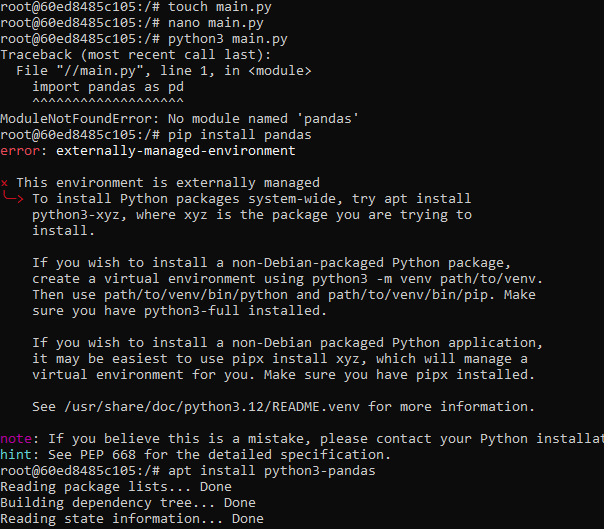 root@60ed8485c105:/# touch main.py
root@60ed8485c105:/# nano main.py
root@60ed8485c105:/# python3 main.py
Traceback (most recent call last):
  File "//main.py", line 1, in <module>
    import pandas as pd
    ^^^^^^^^^^^^^^^^^^^
ModuleNotFoundError: No module named 'pandas'
root@60ed8485c105:/# pip install pandas
error: externally-managed-environment

× This environment is externally managed
╰─> To install Python packages system-wide, try apt install
    python3-xyz, where xyz is the package you are trying to
    install.

    If you wish to install a non-Debian-packaged Python package,
    create a virtual environment using python3 -m venv path/to/venv.
    Then use path/to/venv/bin/python and path/to/venv/bin/pip. Make
    sure you have python3-full installed.

    If you wish to install a non-Debian packaged Python application,
    it may be easiest to use pipx install xyz, which will manage a
    virtual environment for you. Make sure you have pipx installed.

    See /usr/share/doc/python3.12/README.venv for more information.

note: If you believe this is a mistake, please contact your Python installat
hint: See PEP 668 for the detailed specification.
root@60ed8485c105:/# apt install python3-pandas
Reading package lists... Done
Building dependency tree... Done
Reading state information... Done